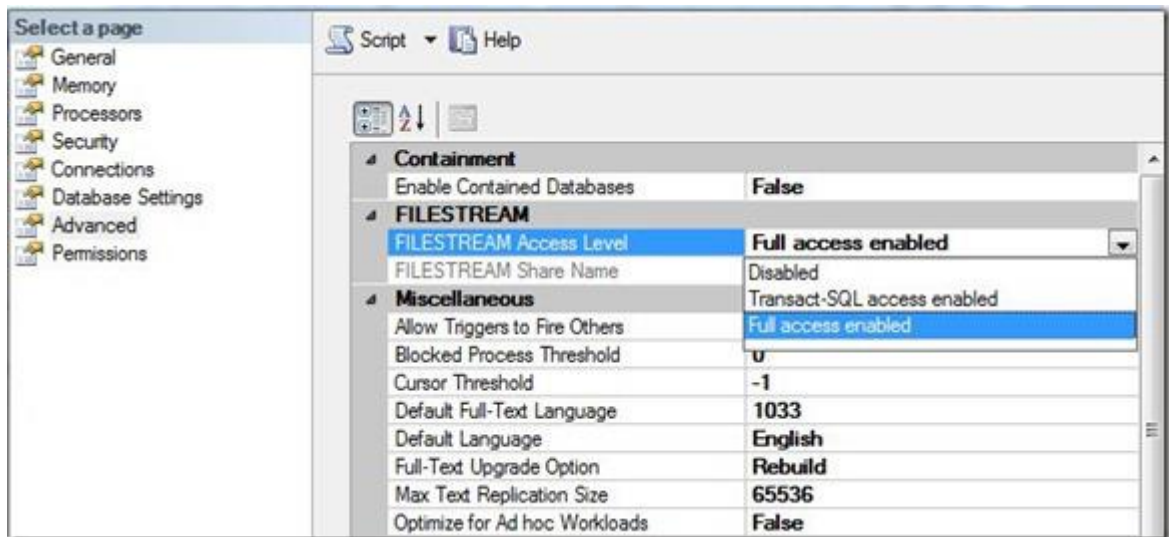 Select a page
General
Memory
Processors
Security
Connections
Database Settings
Advanced
Permissions
Script Help
Containment
Enable Contained Databases False
FILESTREAM
FILESTREAM Access Level Full access enabled
FILESTREAM Share Name Disabled
Transact-SQL access enabled
Miscellaneous
Full access enabled
Allow Triggers to Fire Others
Blocked Process Threshold 0
Cursor Threshold -1
Default Full-Text Language 1033
Default Language English
Full-Text Upgrade Option Rebuild
Max Text Replication Size 65536
Optimize for Ad hoc Workloads False